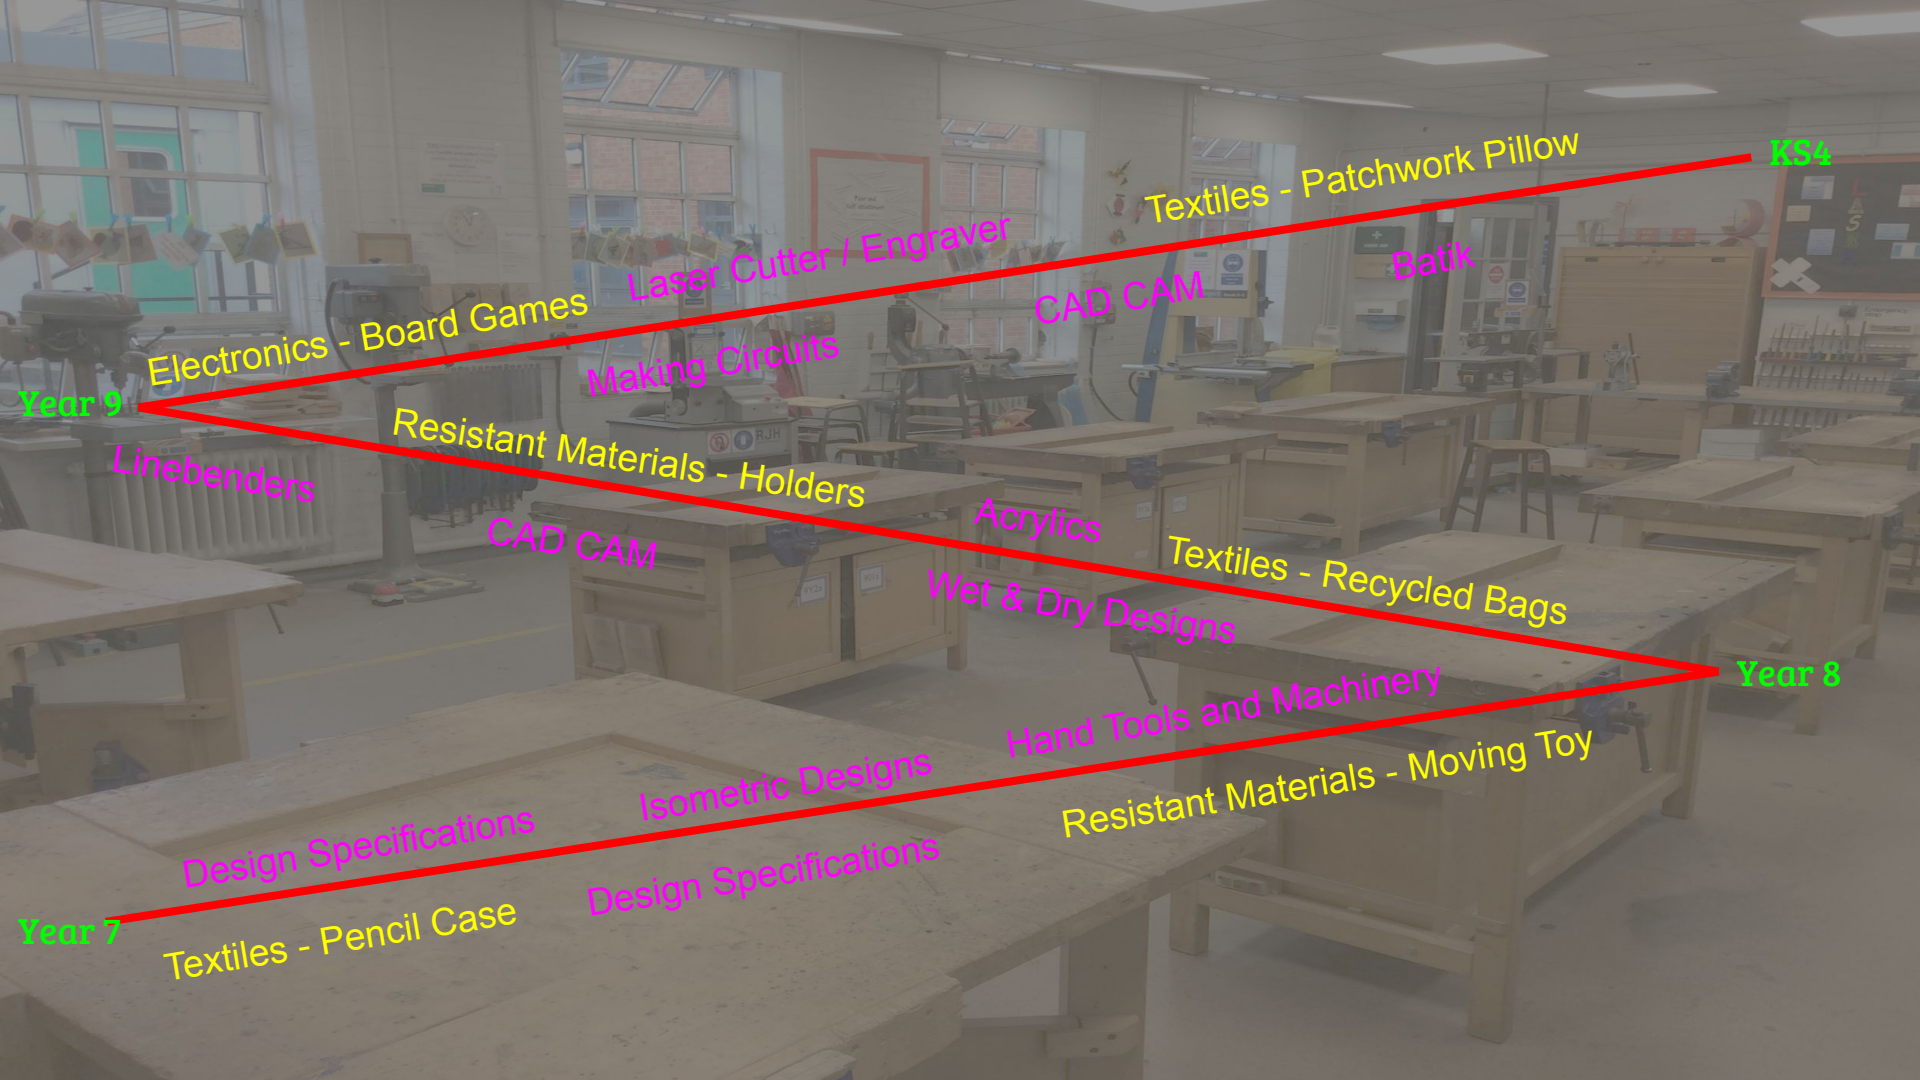 KS4
Textiles - Patchwork Pillow
Batik
Laser Cutter / Engraver
CAD CAM
Electronics - Board Games
Making Circuits
Year 9
Resistant Materials - Holders
Linebenders
CAD CAM
Acrylics
Textiles - Recycled Bags
Wet & Dry Designs
Year 8
Hand Tools and Machinery
Resistant Materials - Moving Toy
Isometric Designs
Design Specifications
Design Specifications
Year 7
Textiles - Pencil Case
RJH